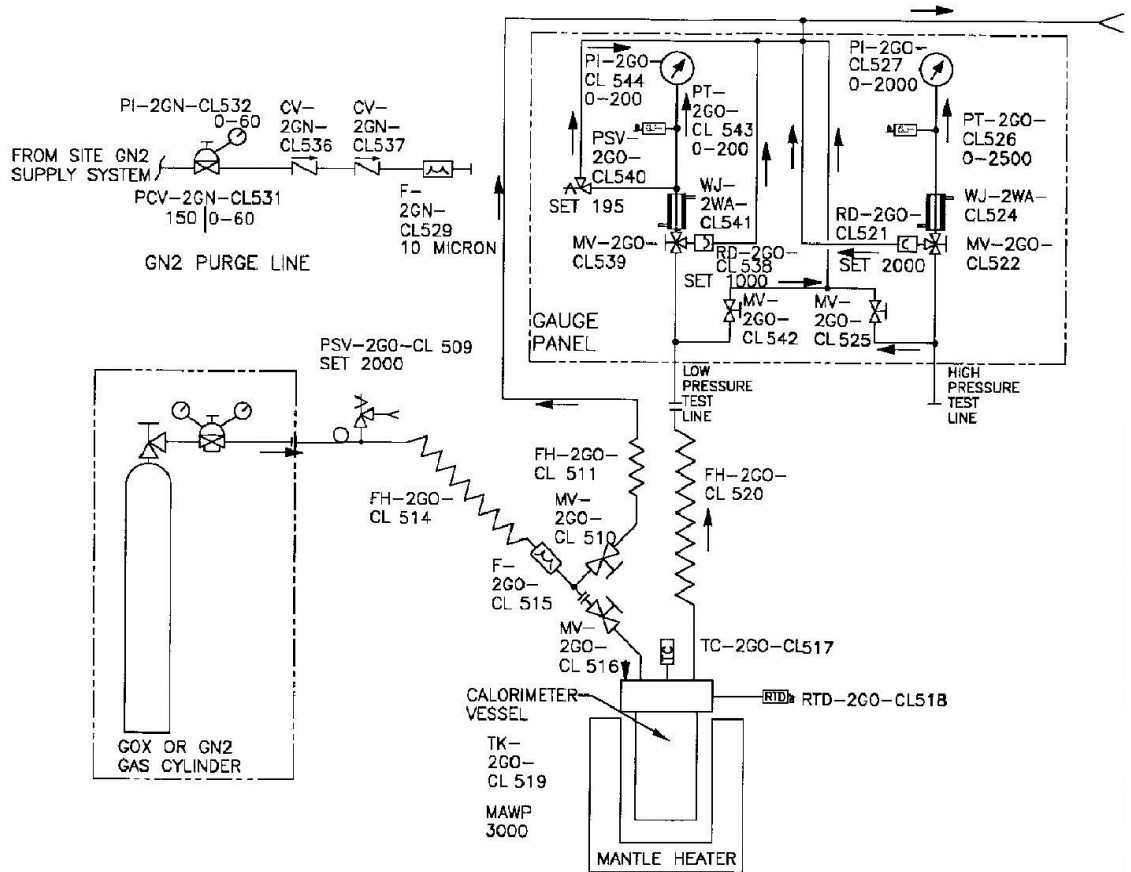 PI-2GN-CL532
0-60
CV-
2GN-
CL536
CV-
2GN-
CL537
FROM SITE GN2
SUPPLY SYSTEM
PCV-2GN-CL531
150|0-60
F-
2GN-
CL529
10 MICRON
GN2 PURGE LINE
PI-2GO-
CL 544
0-200
PT-
2GO-
CL 543
0-200
PSV-
2GO-
CL540
SET 195
WJ-
2WA-
CL541
MV-2GO-
CL539
RD-2GO-
CL538
SET 1000
MV-
2GO-
CL542
PI-2GO-
CL527
0-2000
PT-2GO-
CL526
0-2500
WJ-2WA-
CL524
RD-2GO-
CL521
SET 2000
MV-2GO-
CL522
MV-
2GO-
CL525
GAUGE
PANEL
LOW
PRESSURE
TEST
LINE
HIGH
PRESSURE
TEST
LINE
PSV-2GO-CL 509
SET 2000
FH-2GO-
CL 514
FH-2GO-
CL 511
MV-
2GO-
CL 510
FH-2GO-
CL 520
F-
2GO-
CL 515
MV-
2GO-
CL 516
TC
TC-2GO-CL517
RTD
RTD-2GO-CL518
CALORIMETER
VESSEL
TK-
2GO-
CL 519
MAWP
3000
GOX OR GN2
GAS CYLINDER
MANTLE HEATER